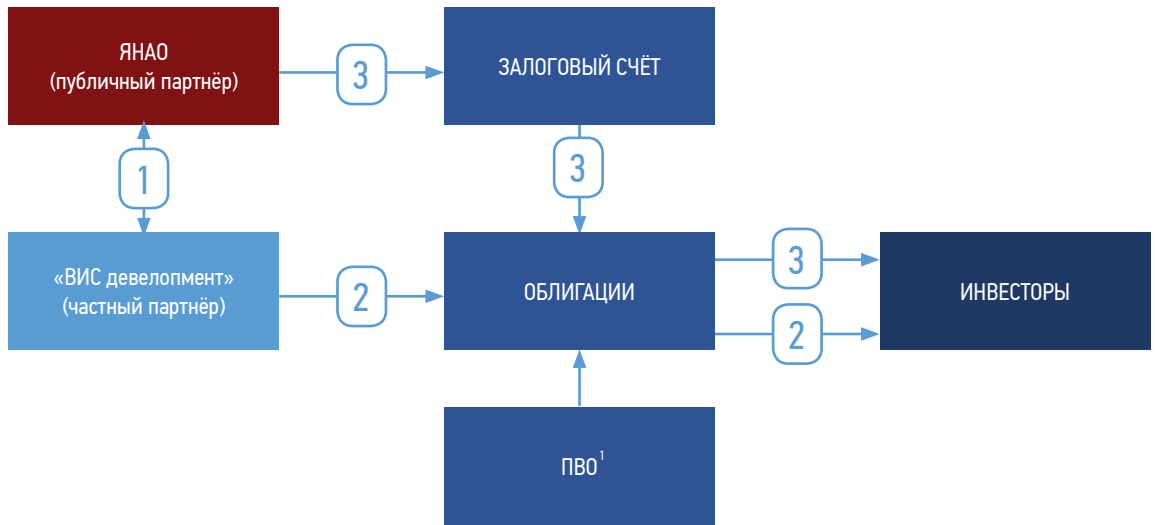 ЯНАО
(публичный партнёр)
3
ЗАЛОГОВЫЙ СЧЁТ
1
3
«ВИС девелопмент»
(частный партнёр)
2
ОБЛИГАЦИИ
3
2
ИНВЕСТОРЫ
ПВО¹